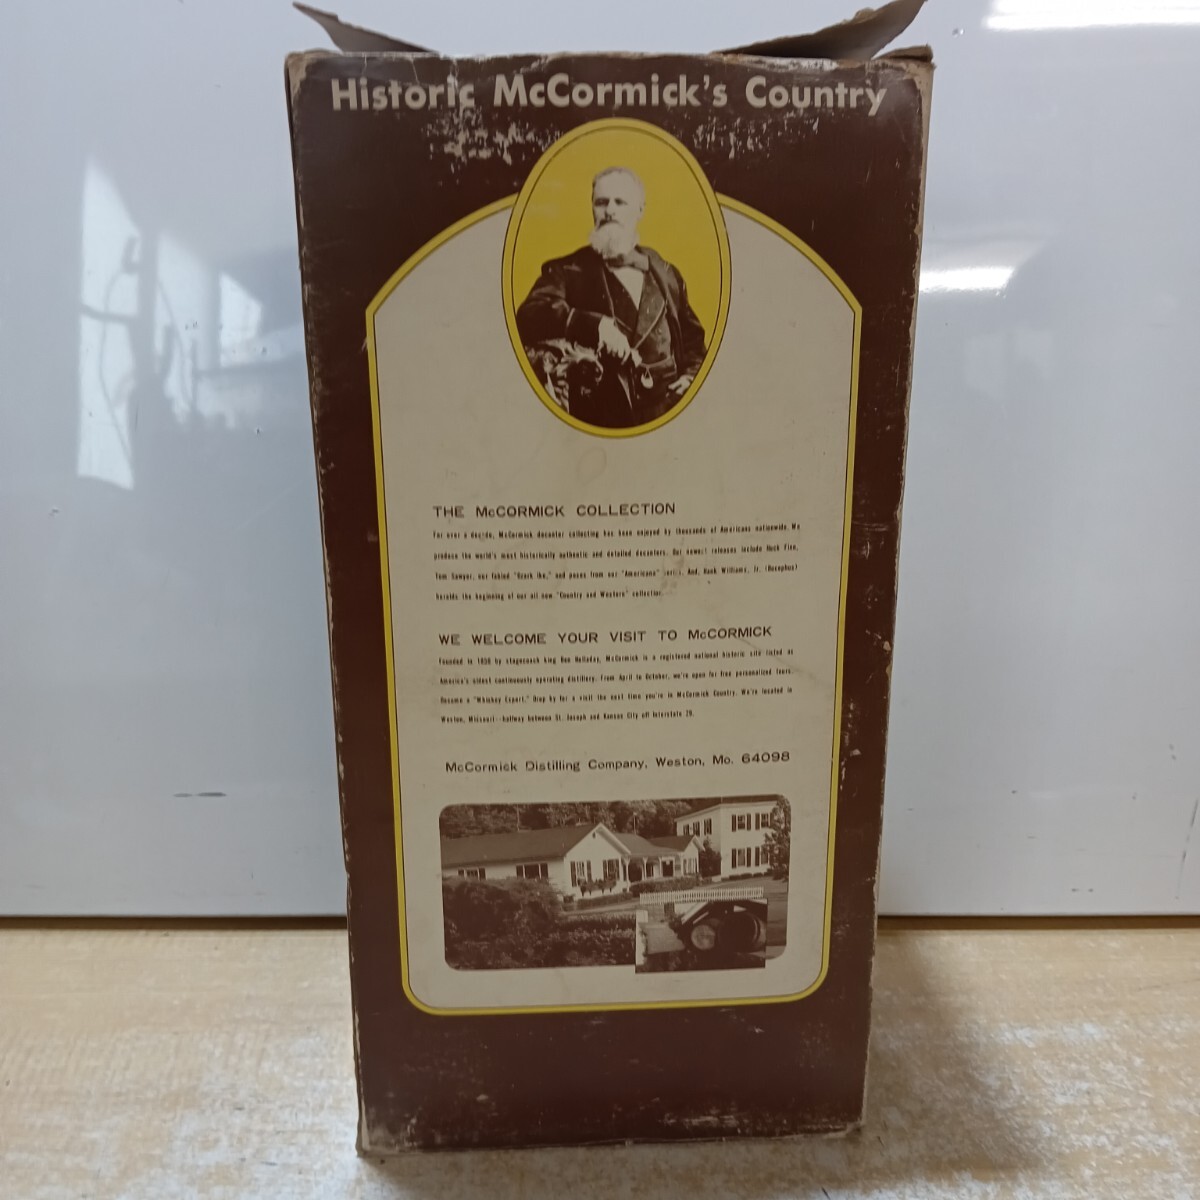 Historic McCormick's Country
THE McCORMICK COLLECTION
For over a decade, McCormick decanter collecting has been enjoyed by thousands of Americans nationwide. We
produce the world's most historically authentic and detailed decanters. Our newest releases include Huck Finn,
Tom Sawyer, our fabled "Ozark Ike," and poses from our "Americana" series. And, Hank Williams, Jr. (Bocephus)
heralds the beginning of our all new "Country and Western" collection.
WE WELCOME YOUR VISIT TO McCORMICK
Founded in 1856 by stagecoach king Ben Holladay, McCormick is a registered national historic site listed as
America's oldest continuously operating distillery. From April to October, we're open for free personalized tours.
Become a "Whiskey Expert." Drop by for a visit the next time you're in McCormick Country. We're located in
Weston, Missouri—halfway between St. Joseph and Kansas City off Interstate 29.
McCormick Distilling Company, Weston, Mo. 64098